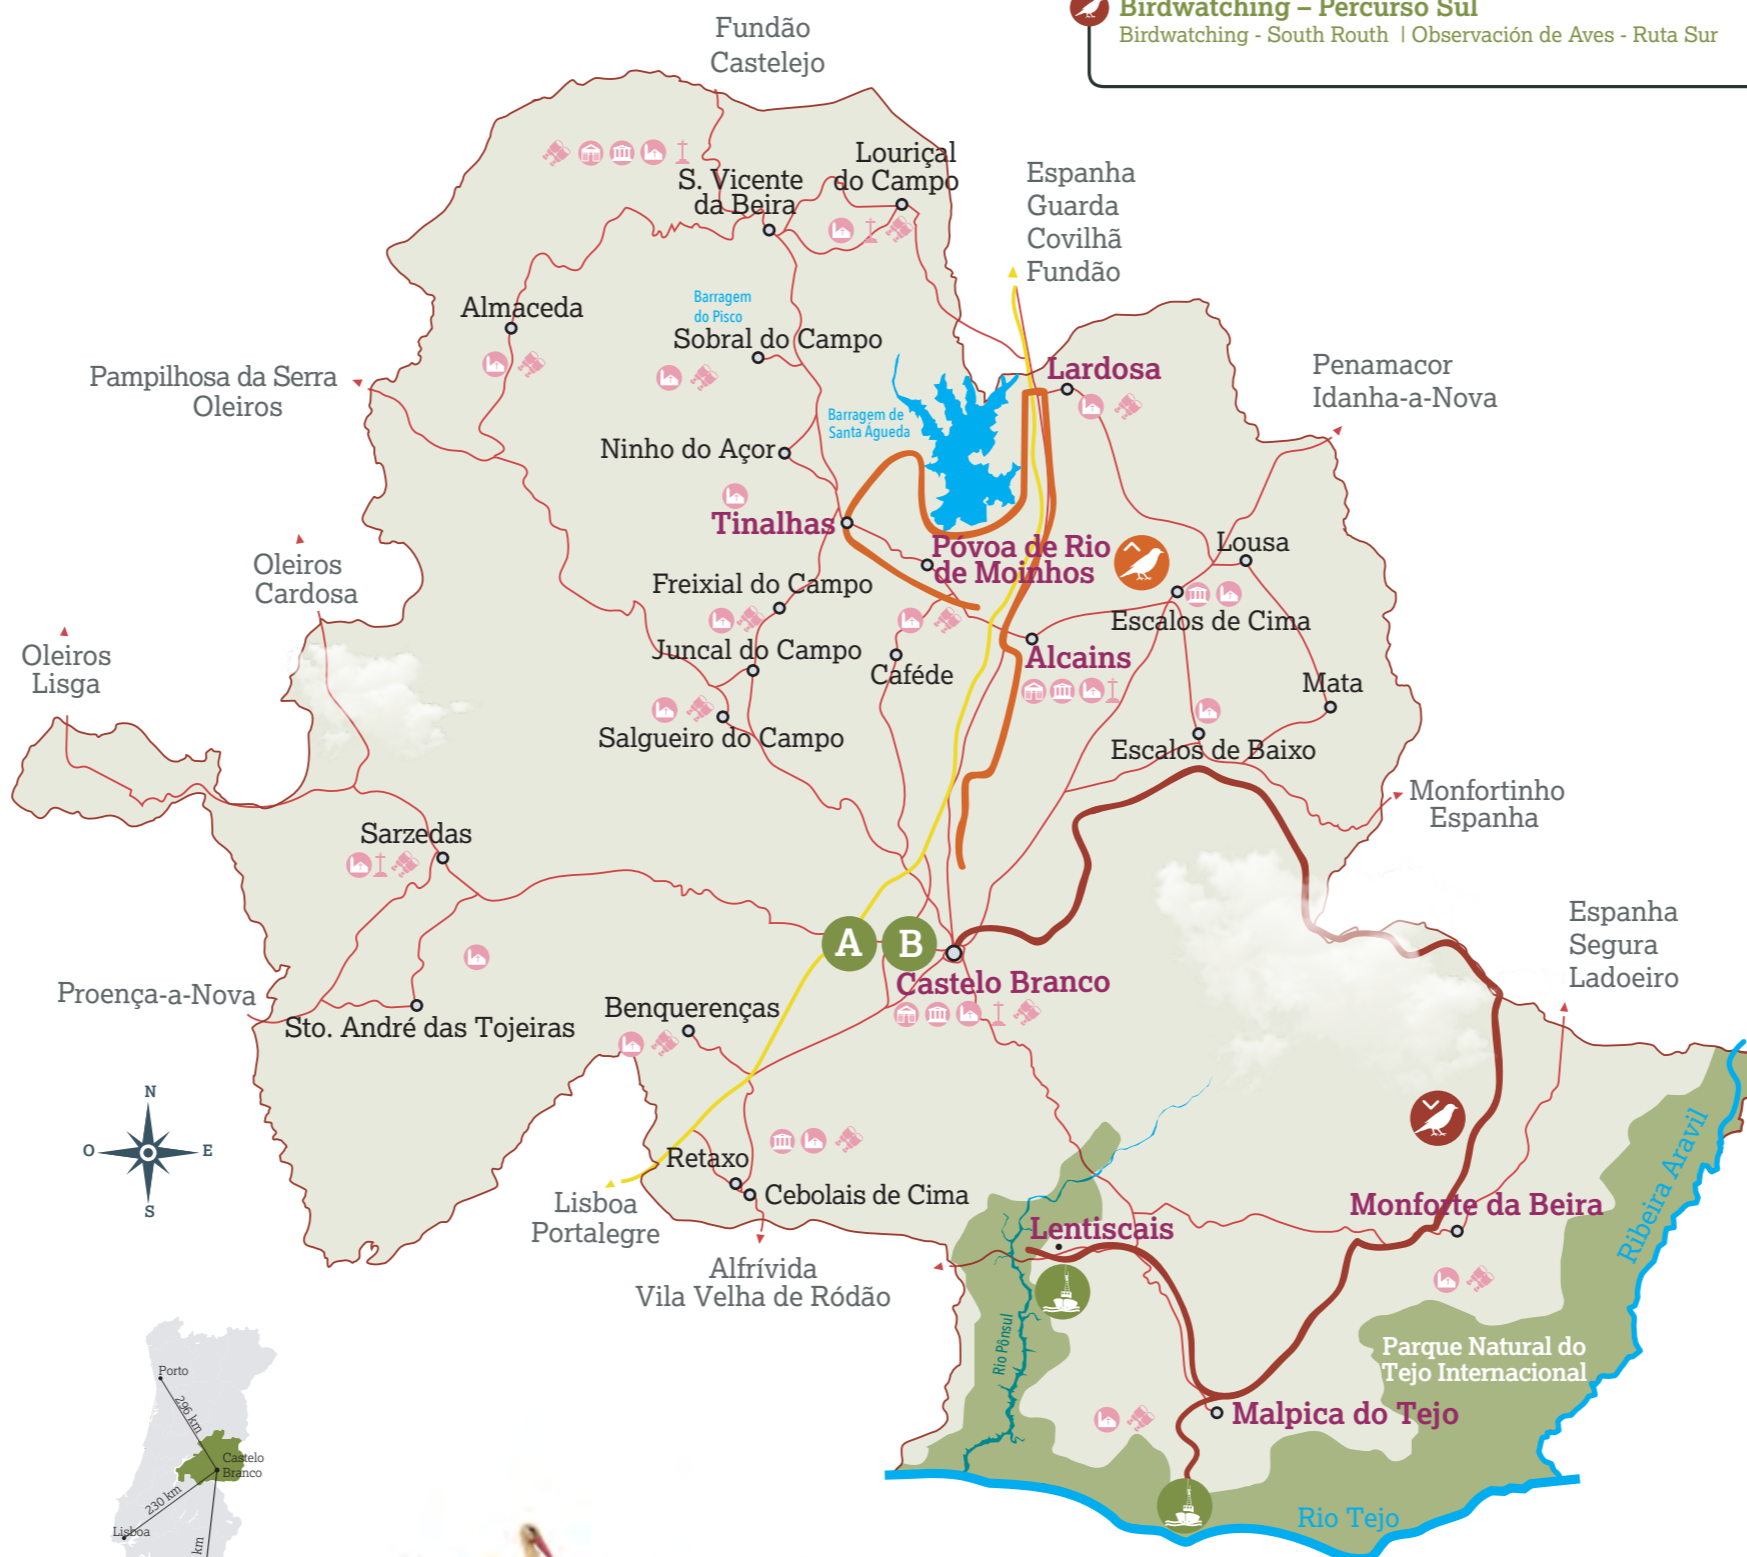 Birdwatching – Percurso Sul
Birdwatching - South Routh | Observación de Aves - Ruta Sur
Fundão
Castelejo
Louriçal
do Campo
S. Vicente
da Beira
Espanha
Guarda
Covilhã
Fundão
Almaceda
Barragem
do Pisco
Sobral do Campo
Pampilhosa da Serra
Oleiros
Lardosa
Penamacor
Idanha-a-Nova
Barragem de
Santa Águeda
Ninho do Açor
Tinalhas
Póvoa de Rio
de Moinhos
Lousa
Oleiros
Cardosa
Freixial do Campo
Escalos de Cima
Oleiros
Lisga
Juncal do Campo
Caféde
Alcains
Mata
Salgueiro do Campo
Escalos de Baixo
Monfortinho
Espanha
Sarzedas
A
B
Espanha
Segura
Ladoeiro
Castelo Branco
Proença-a-Nova
Sto. André das Tojeiras
Benquerenças
N
O
E
S
Ribeira Aravil
Retaxo
Cebolais de Cima
Lisboa
Portalegre
Monforte da Beira
Lentiscais
Alfrívida
Vila Velha de Ródão
Rio Pônsul
Parque Natural do
Tejo Internacional
Malpica do Tejo
Rio Tejo
Porto
296 km
Castelo
Branco
230 km
Lisboa
km